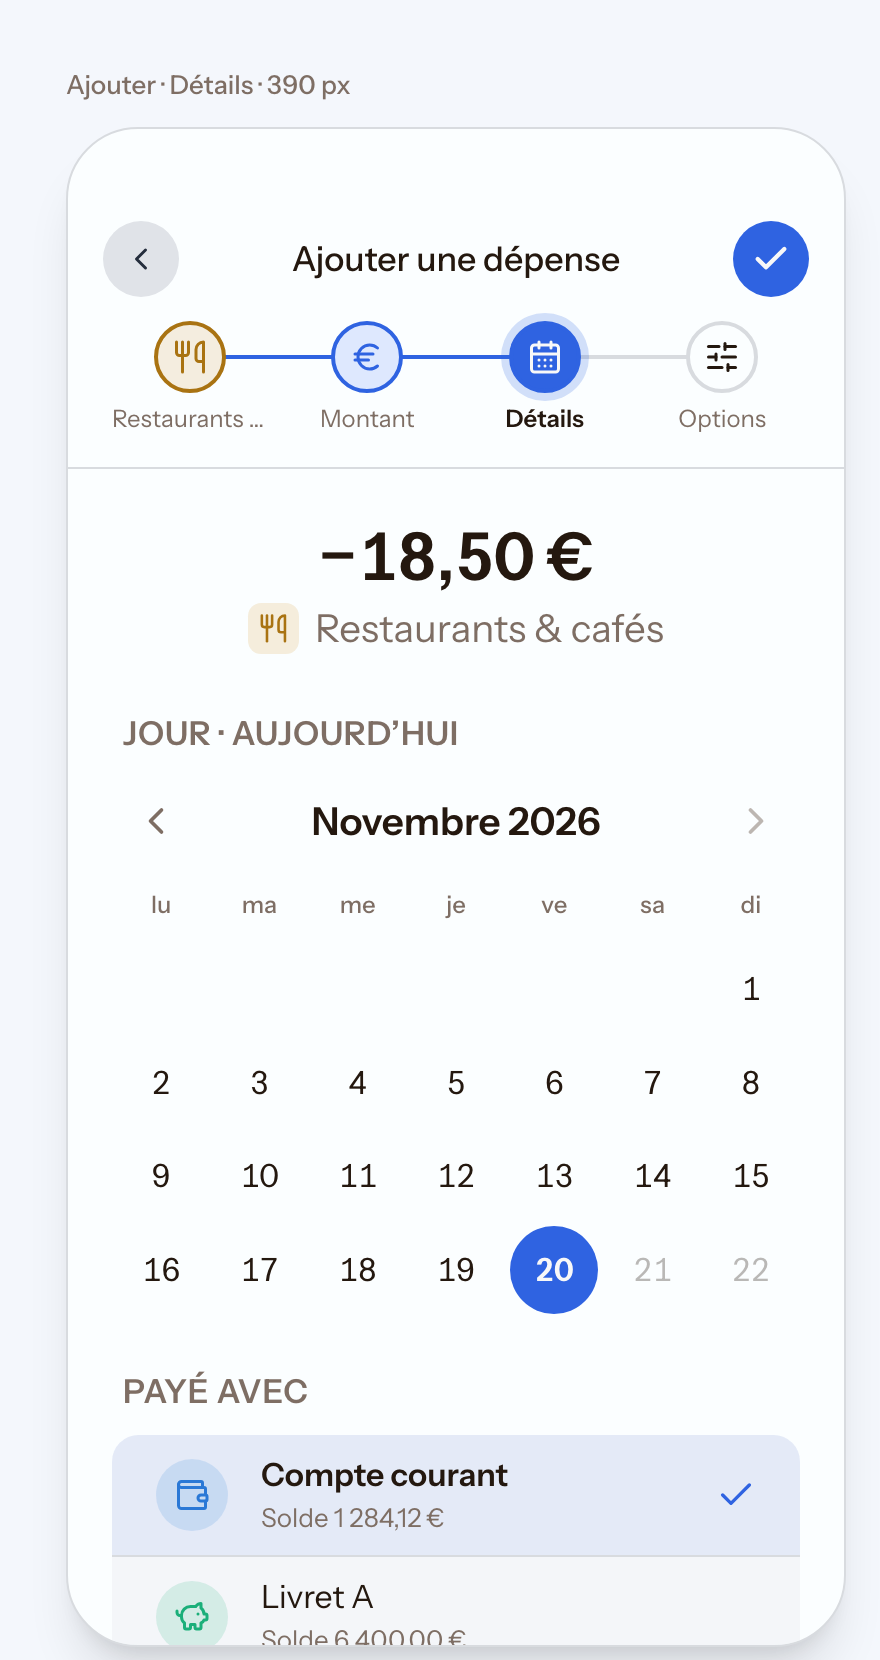 Ajouter · Détails · 390 px
Ajouter une dépense
Restaurants ...
Montant
Détails
Options
−18,50 €
Restaurants & cafés
JOUR · AUJOURD’HUI
Novembre 2026
lu ma me je ve sa di
1
2 3 4 5 6 7 8
9 10 11 12 13 14 15
16 17 18 19 20 21 22
PAYÉ AVEC
Compte courant
Solde 1 284,12 €
Livret A
Solde 6 400,00 €